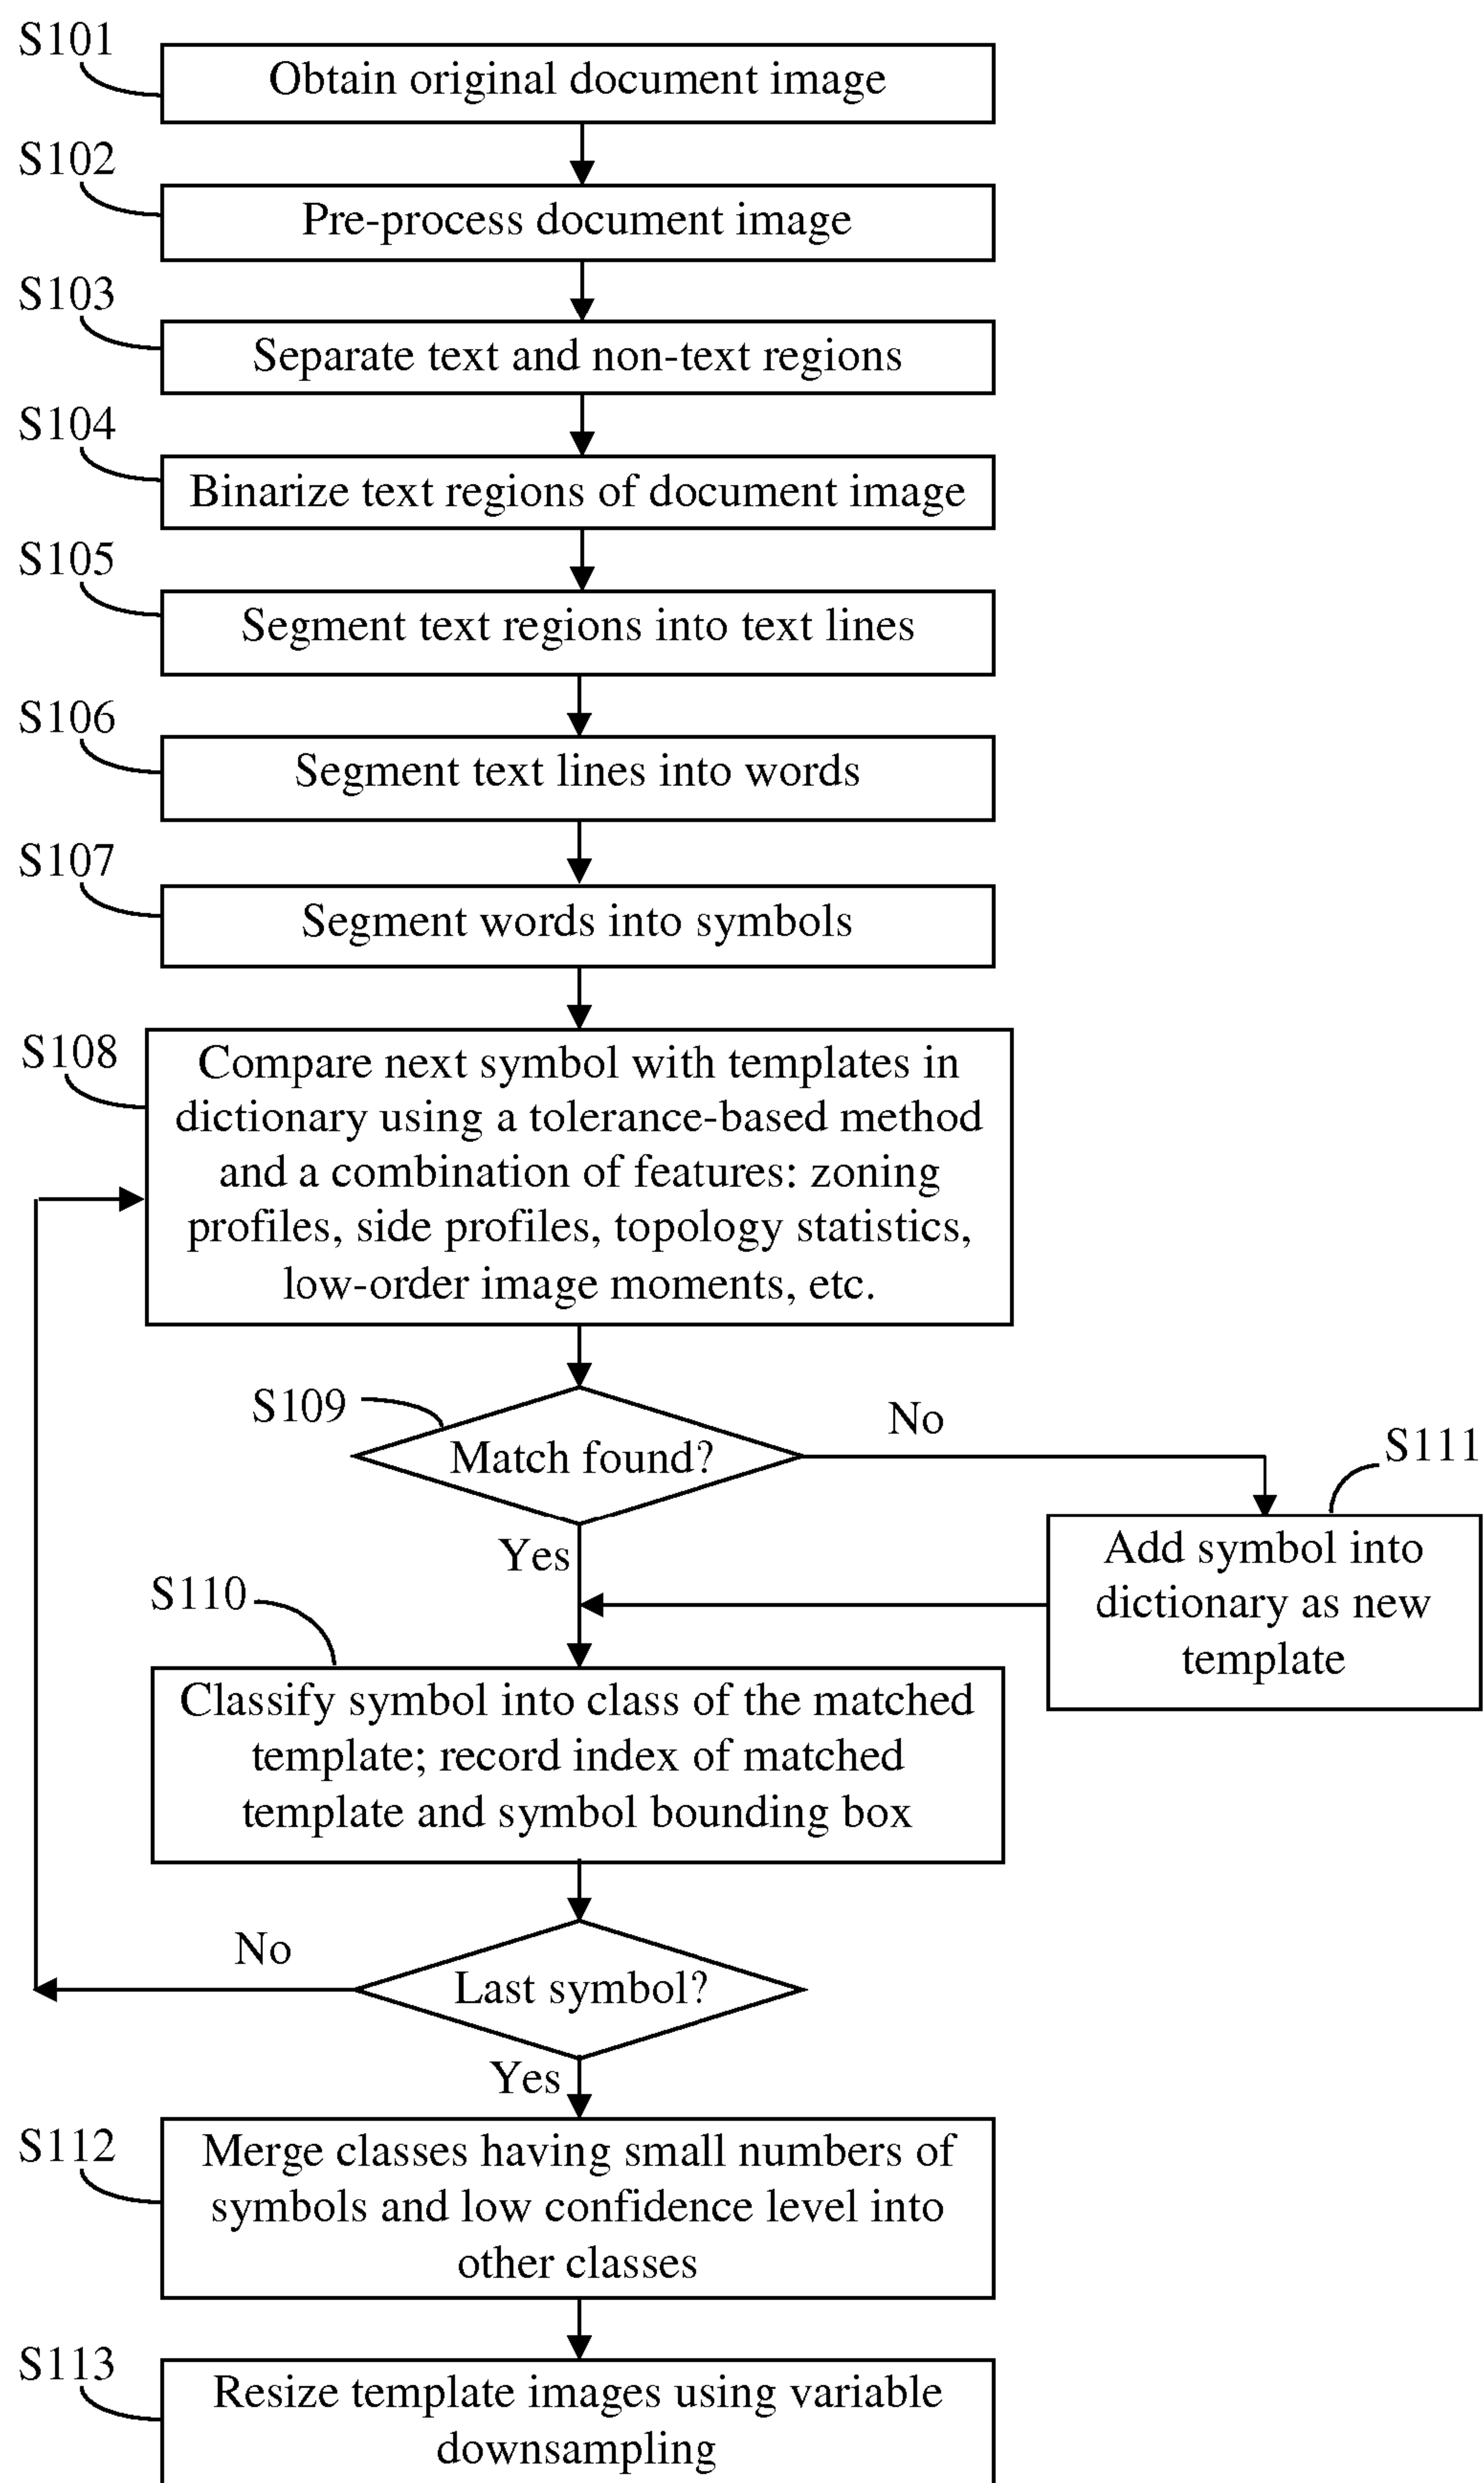 S101
Obtain original document image
S102
Pre-process document image
S103
Separate text and non-text regions
S104
Binarize text regions of document image
S105
Segment text regions into text lines
S106
Segment text lines into words
S107
Segment words into symbols
S108
Compare next symbol with templates in
dictionary using a tolerance-based method
and a combination of features: zoning
profiles, side profiles, topology statistics,
low-order image moments, etc.
S109
Match found?
No
S111
Add symbol into
dictionary as new
template
Yes
S110
Classify symbol into class of the matched
template; record index of matched
template and symbol bounding box
No
Last symbol?
Yes
S112
Merge classes having small numbers of
symbols and low confidence level into
other classes
S113
Resize template images using variable
downsampling